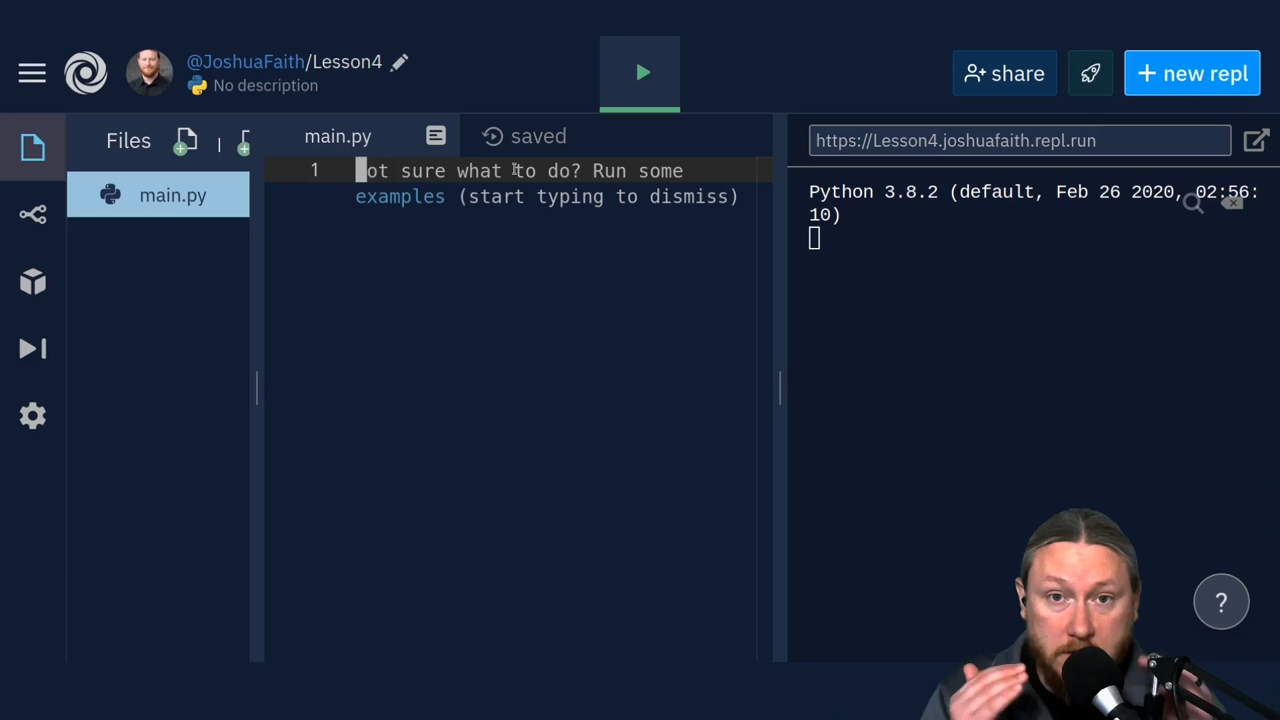 @JoshuaFaith/Lesson4
No description
share
+ new repl
Files
main.py
saved
https://Lesson4.joshuafaith.repl.run
main.py
1
ot sure what to do? Run some
examples (start typing to dismiss)
Python 3.8.2 (default, Feb 26 2020, 02:56:
10)
?